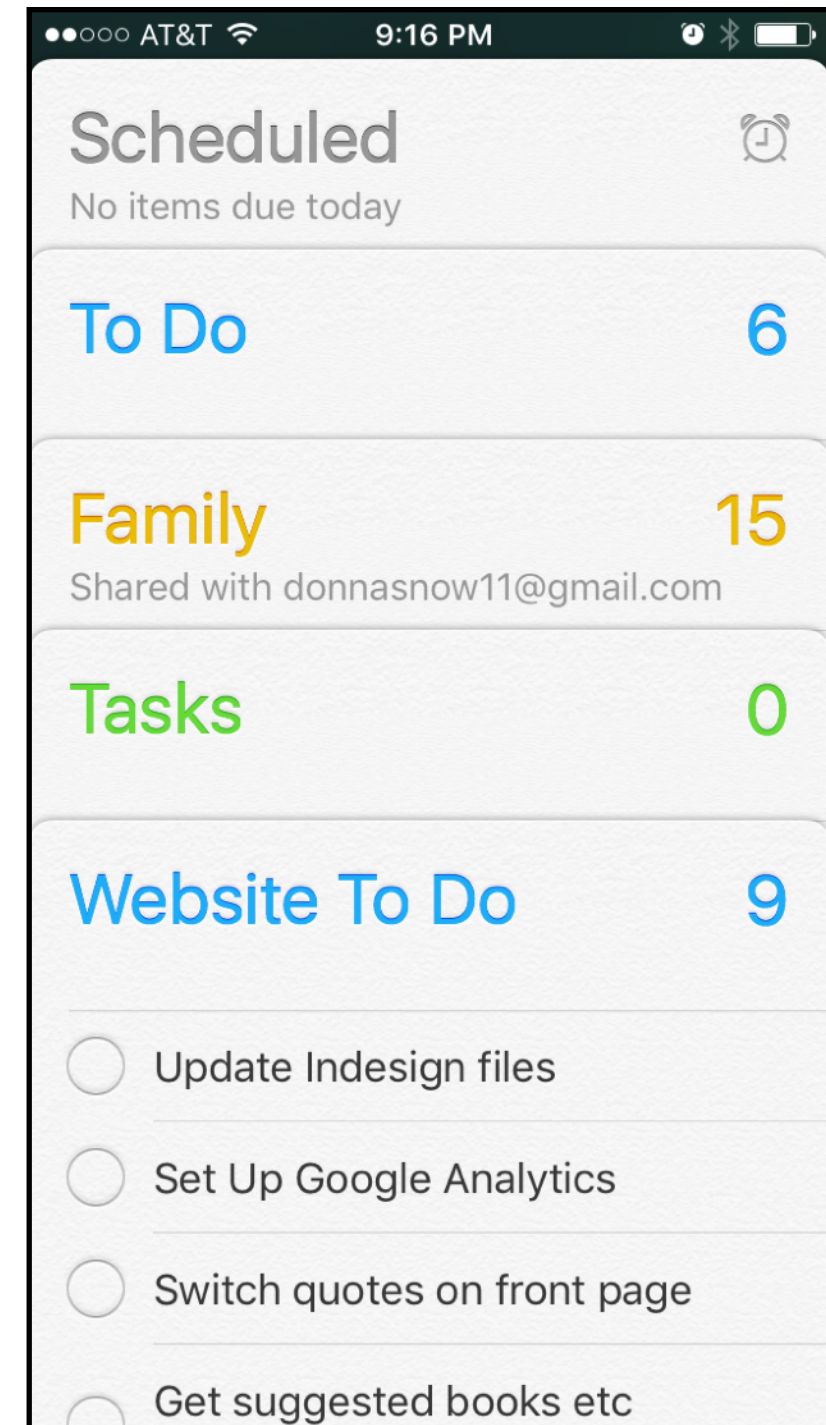 AT&T 9:16 PM
Scheduled
No items due today
To Do 6
Family 15
Shared with donnasnow11@gmail.com
Tasks 0
Website To Do 9
Update Indesign files
Set Up Google Analytics
Switch quotes on front page
Get suggested books etc